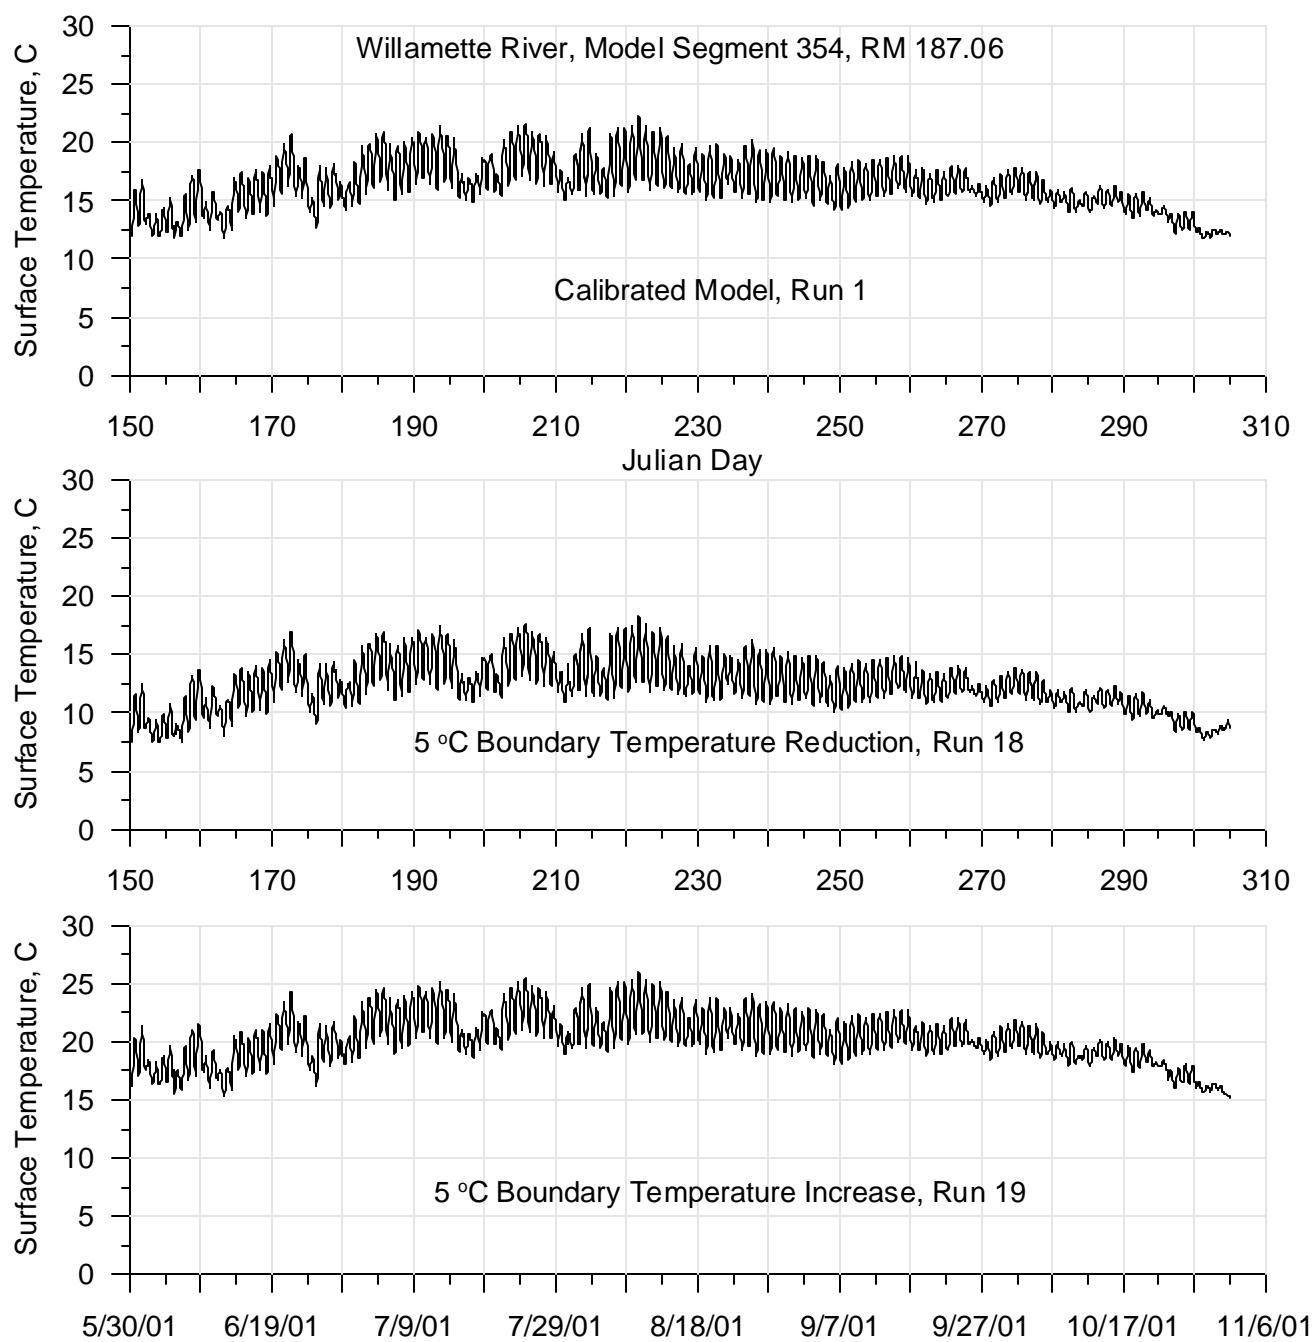 30
Willamette River, Model Segment 354, RM 187.06
25
20
15
10
Calibrated Model, Run 1
5
0
Surface Temperature, C
150 170 190 210 230 250 270 290 310
Julian Day
30
25
20
15
10
5 °C Boundary Temperature Reduction, Run 18
5
0
Surface Temperature, C
150 170 190 210 230 250 270 290 310
30
25
20
15
10
5 °C Boundary Temperature Increase, Run 19
5
0
Surface Temperature, C
5/30/01 6/19/01 7/9/01 7/29/01 8/18/01 9/7/01 9/27/01 10/17/01 11/6/01